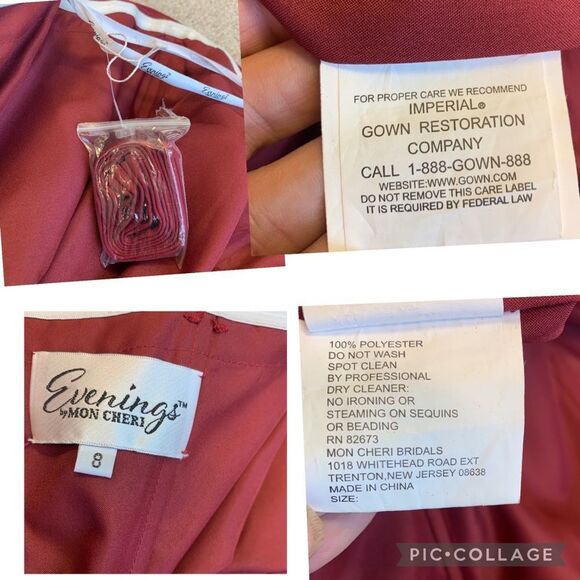 Evenings
Evenings
FOR PROPER CARE WE RECOMMEND
IMPERIAL®
GOWN RESTORATION
COMPANY
CALL 1-888-GOWN-888
WEBSITE:WWW.GOWN.COM
DO NOT REMOVE THIS CARE LABEL
IT IS REQUIRED BY FEDERAL LAW
Evenings™
by MON CHERI
8
100% POLYESTER
DO NOT WASH
SPOT CLEAN
BY PROFESSIONAL
DRY CLEANER:
NO IRONING OR
STEAMING ON SEQUINS
OR BEADING
RN 82673
MON CHERI BRIDALS
1018 WHITEHEAD ROAD EXT
TRENTON,NEW JERSEY 08638
MADE IN CHINA
SIZE:
PIC•COLLAGE